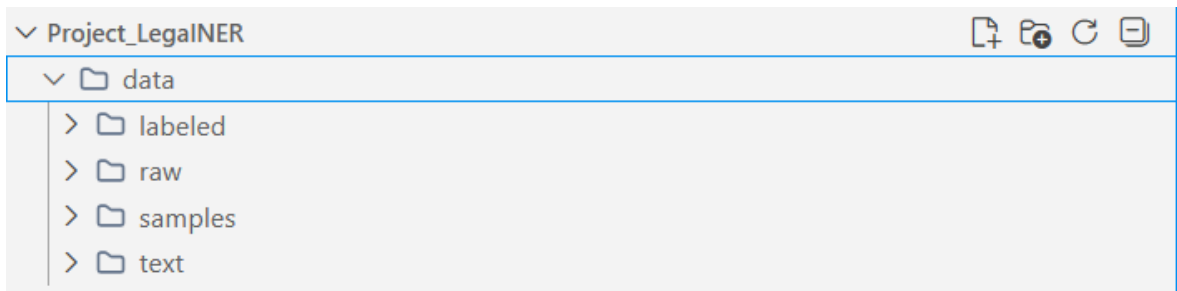 Project_LegalNER
data
labeled
raw
samples
text